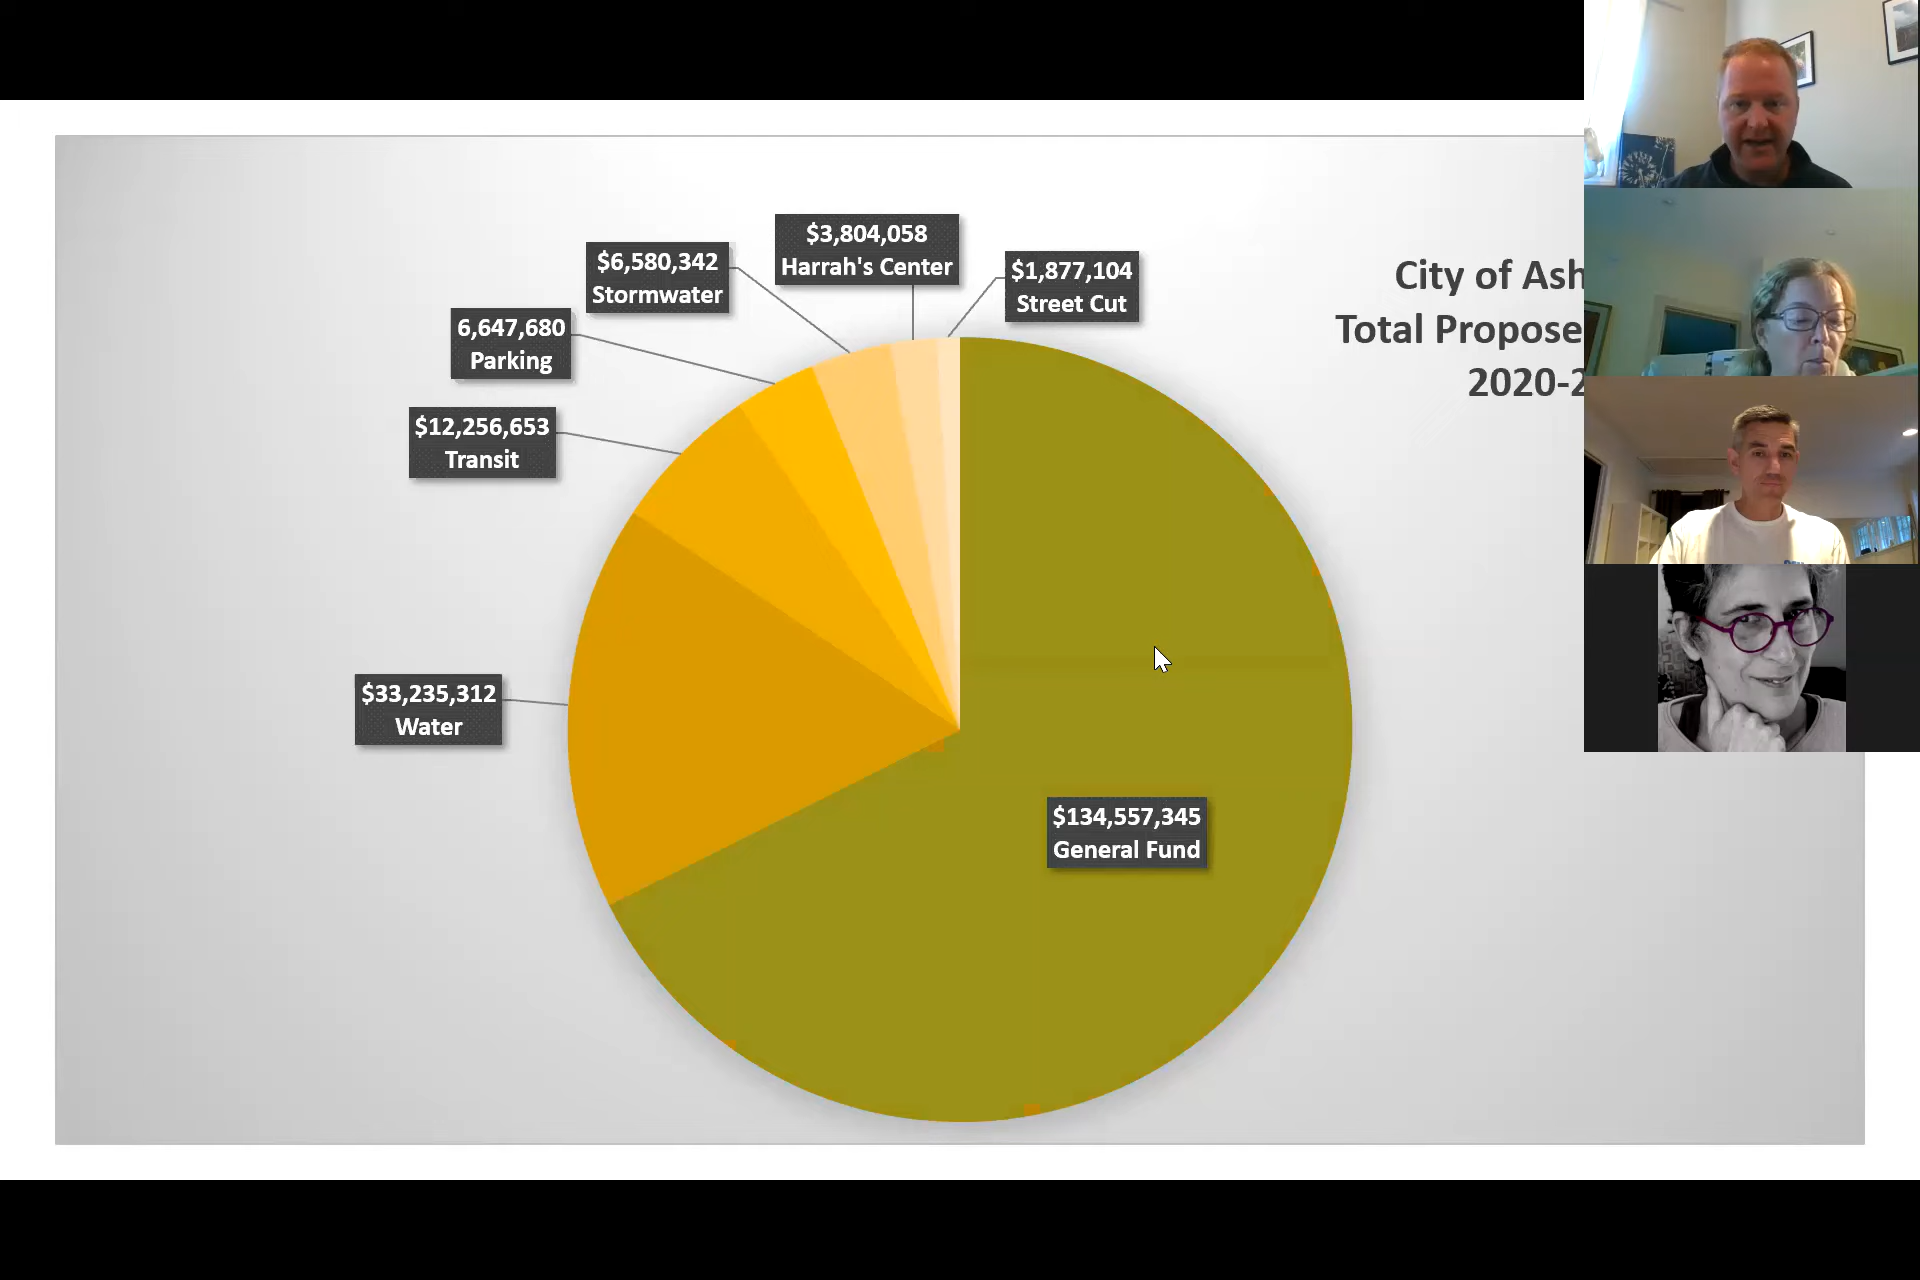 $3,804,058
Harrah's Center
$6,580,342
Stormwater
$1,877,104
Street Cut
City of Ash
Total Propose
2020-2
6,647,680
Parking
$12,256,653
Transit
$33,235,312
Water
$134,557,345
General Fund